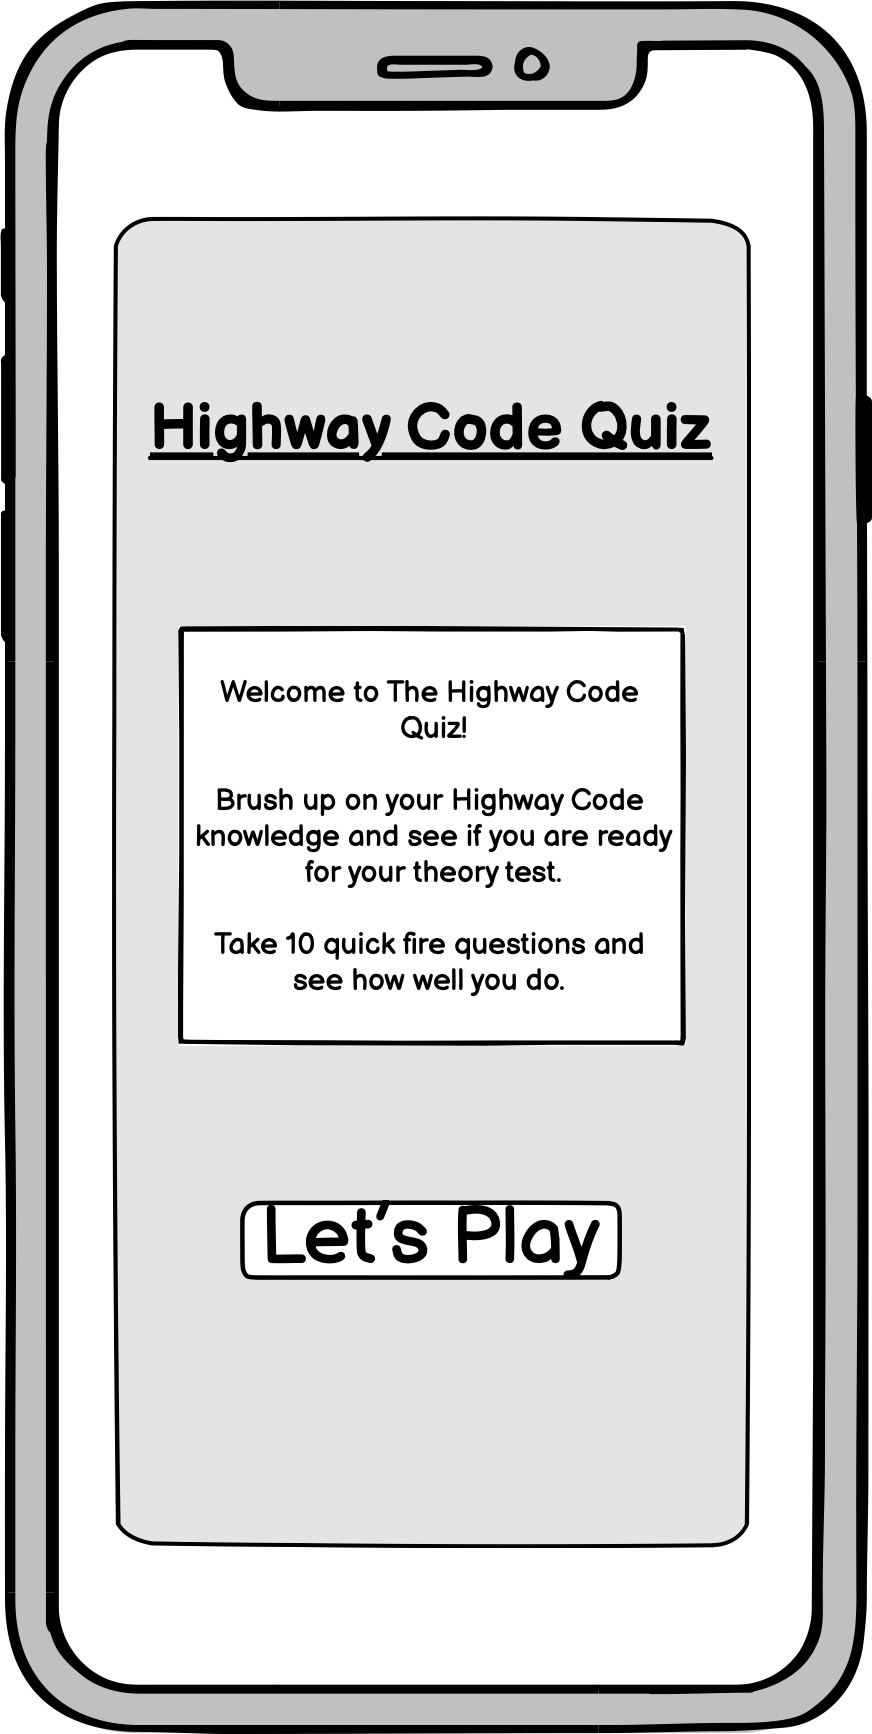 Highway Code Quiz
Welcome to The Highway Code
Quiz!
Brush up on your Highway Code
knowledge and see if you are ready
for your theory test.
Take 10 quick fire questions and
see how well you do.
Let's Play